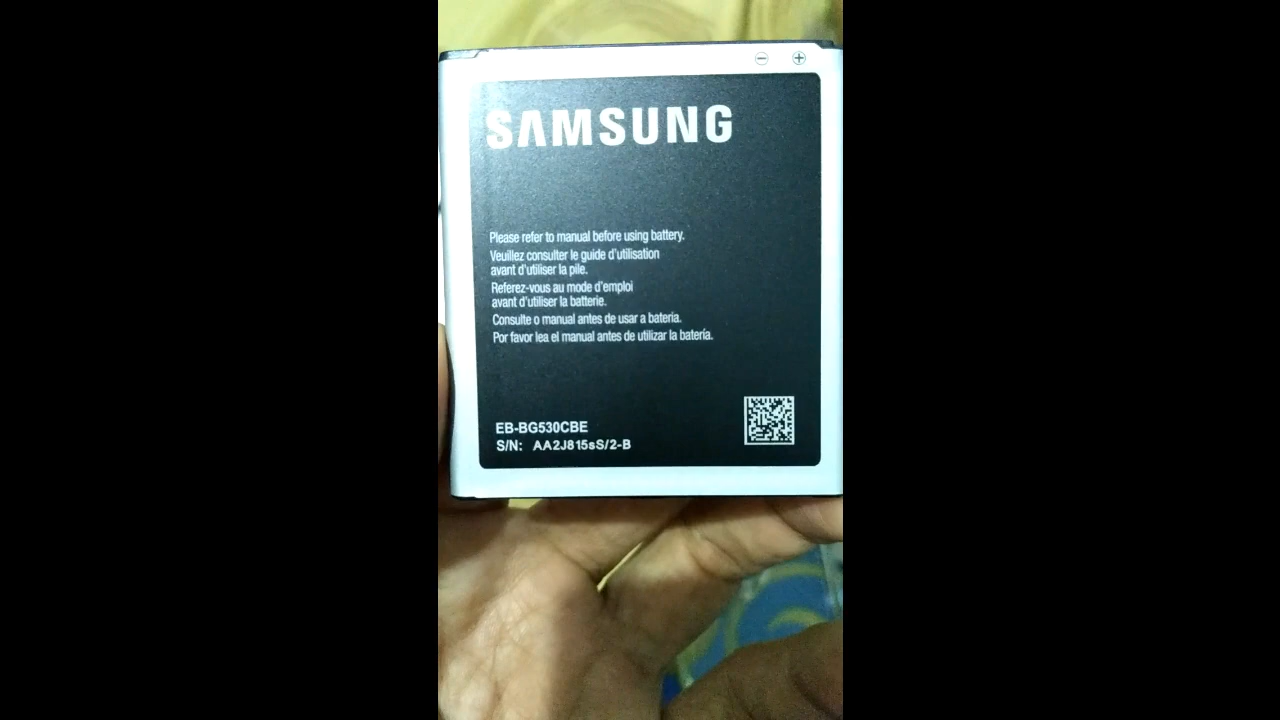 SAMSUNG
Please refer to manual before using battery.
Veuillez consulter le guide d'utilisation
avant d'utiliser la pile.
Referez-vous au mode d'emploi
avant d'utiliser la batterie.
Consulte o manual antes de usar a bateria.
Por favor lea el manual antes de utilizar la batería.
EB-BG530CBE
S/N: AA2J815sS/2-B